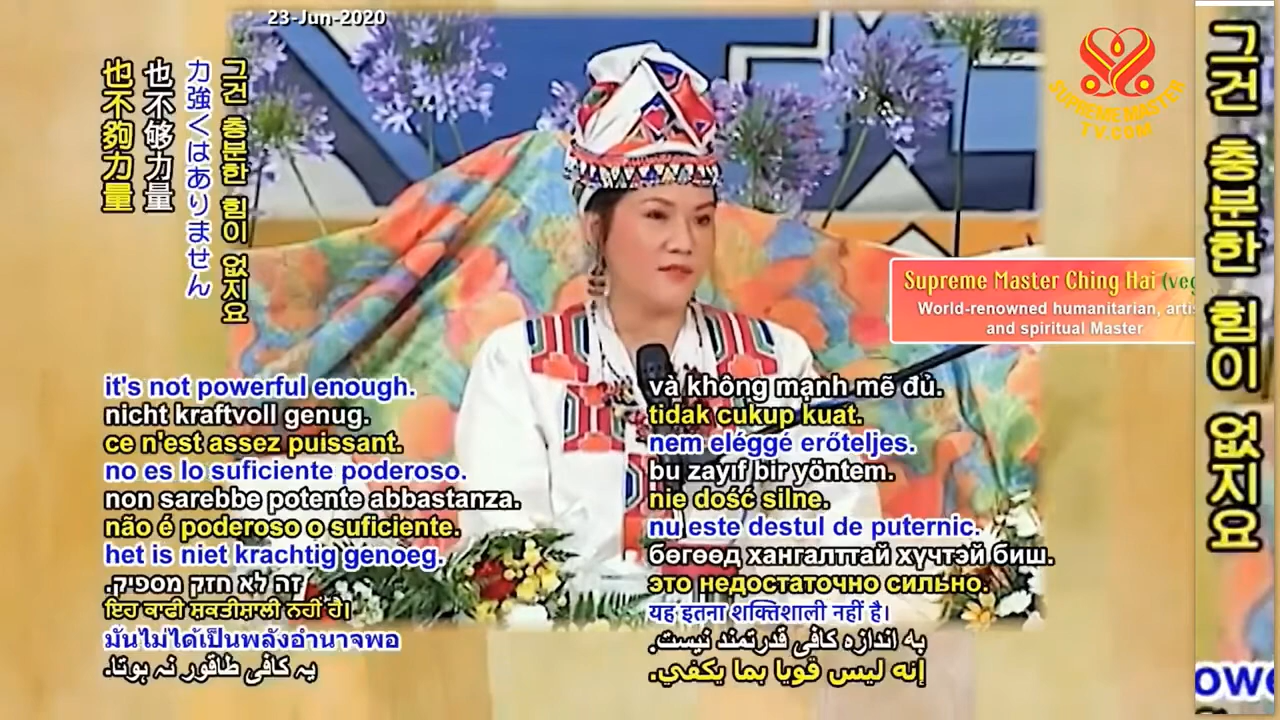 23-Jun-2020
그건 충분한 힘이 없지요
力強くはありません
也不够力量
也不夠力量
SUPREME MASTER
TV.COM
Supreme Master Ching Hai
World-renowned humanitarian,
and spiritual Master
it's not powerful enough.
nicht kraftvoll genug.
ce n'est assez puissant.
no es lo suficiente poderoso.
non sarebbe potente abbastanza.
não é poderoso o suficiente.
het is niet krachtig genoeg.
זה לא חזק מספיק.
ਇਹ ਕਾਫੀ ਸ਼ਕਤੀਸ਼ਾਲੀ ਨਹੀਂ ਹੈ।
มันไม่ได้เป็นพลังอำนาจพอ
یہ کافی طاقور نہ ہوتا.
và không mạnh mẽ đủ.
tidak cukup kuat.
nem eléggé erőteljes.
bu zayıf bir yöntem.
nie dość silne.
nu este destul de puternic.
бөгөөд хангалттай хүчтэй биш.
это недостаточно сильно.
यह इतना शक्तिशाली नहीं है।
به اندازه کافی قدرتمند نیست.
إنه ليس قويا بما يكفي.
그건 충분한 힘이 없지요